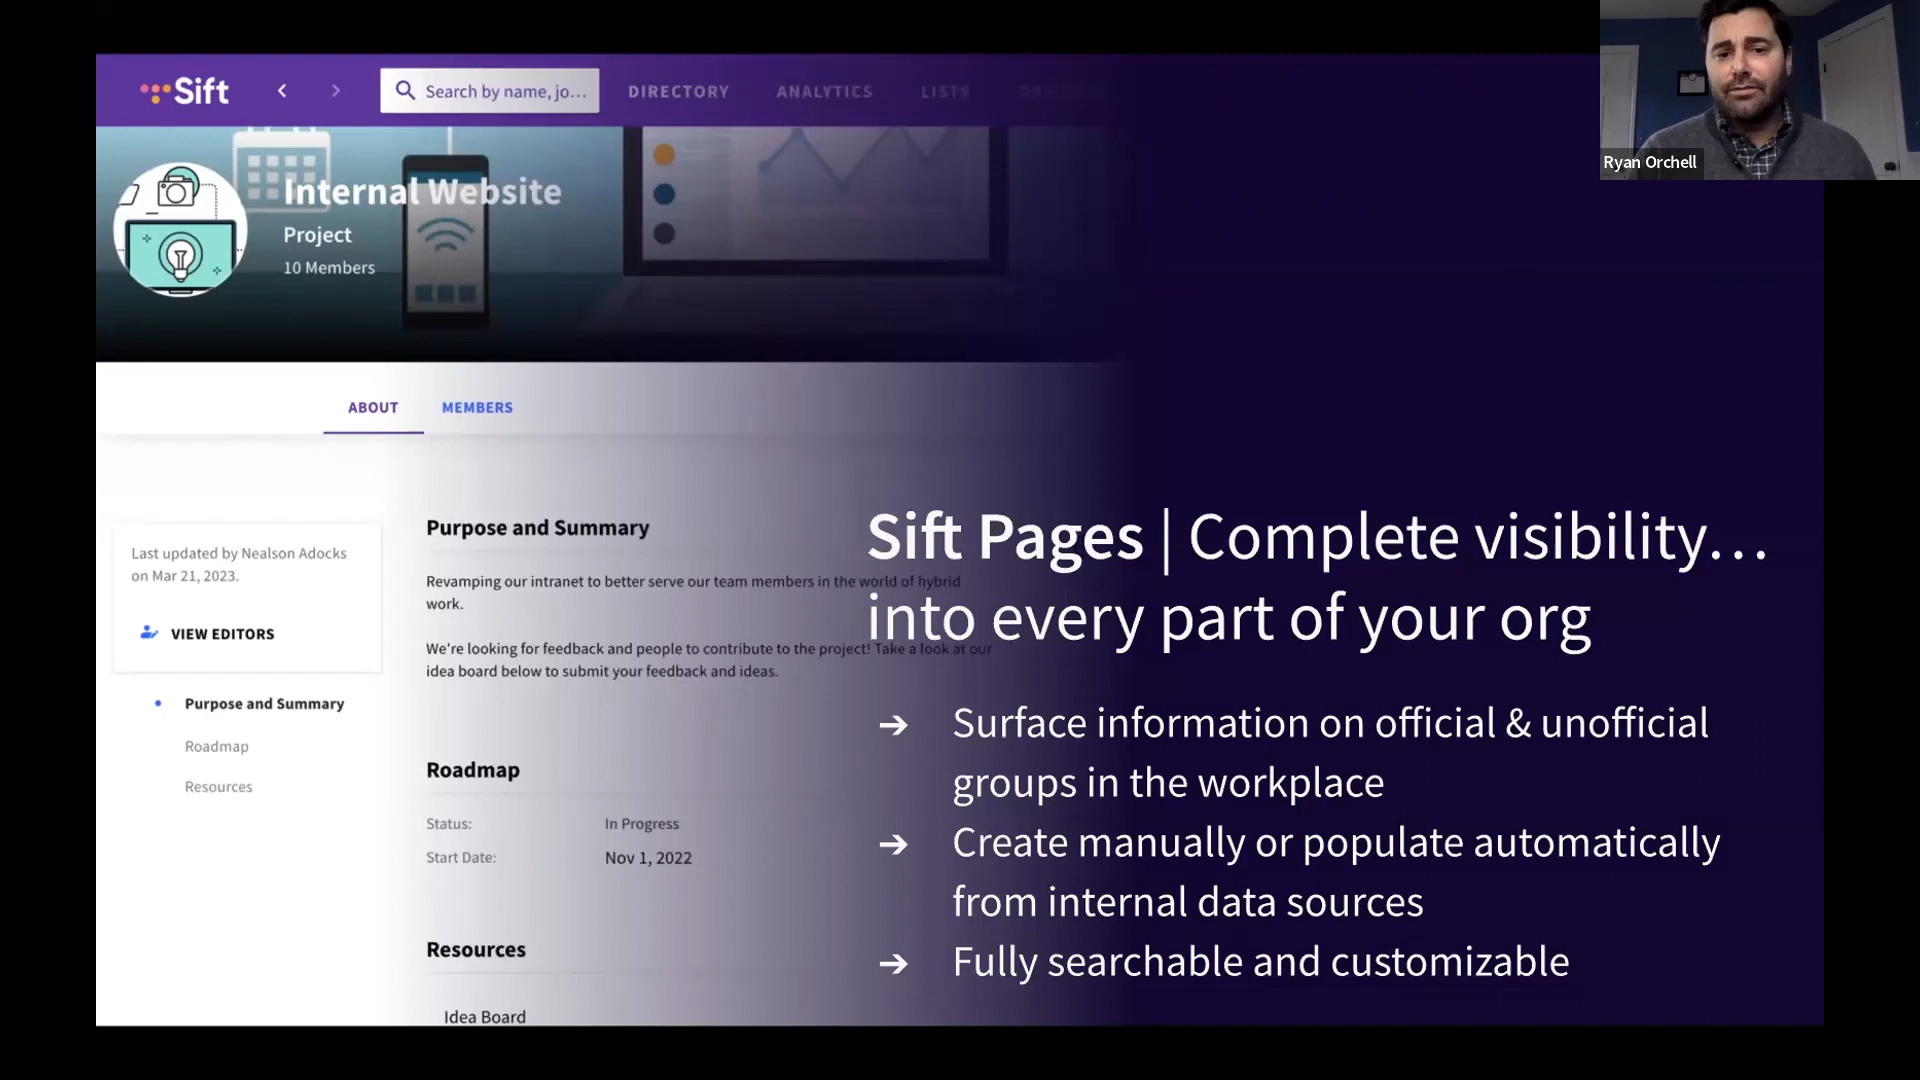 Sift
Search by name, jo...
DIRECTORY
ANALYTICS
LISTS
Ryan Orchell
Internal Website
Project
10 Members
ABOUT
MEMBERS
Last updated by Nealson Adocks
on Mar 21, 2023.
VIEW EDITORS
Purpose and Summary
Roadmap
Resources
Purpose and Summary
Revamping our intranet to better serve our team members in the world of hybrid
work.
We're looking for feedback and people to contribute to the project! Take a look at our
idea board below to submit your feedback and ideas.
Roadmap
Status:
In Progress
Start Date:
Nov 1, 2022
Resources
Idea Board
Sift Pages | Complete visibility...
into every part of your org
➔ Surface information on official & unofficial
groups in the workplace
➔ Create manually or populate automatically
from internal data sources
➔ Fully searchable and customizable